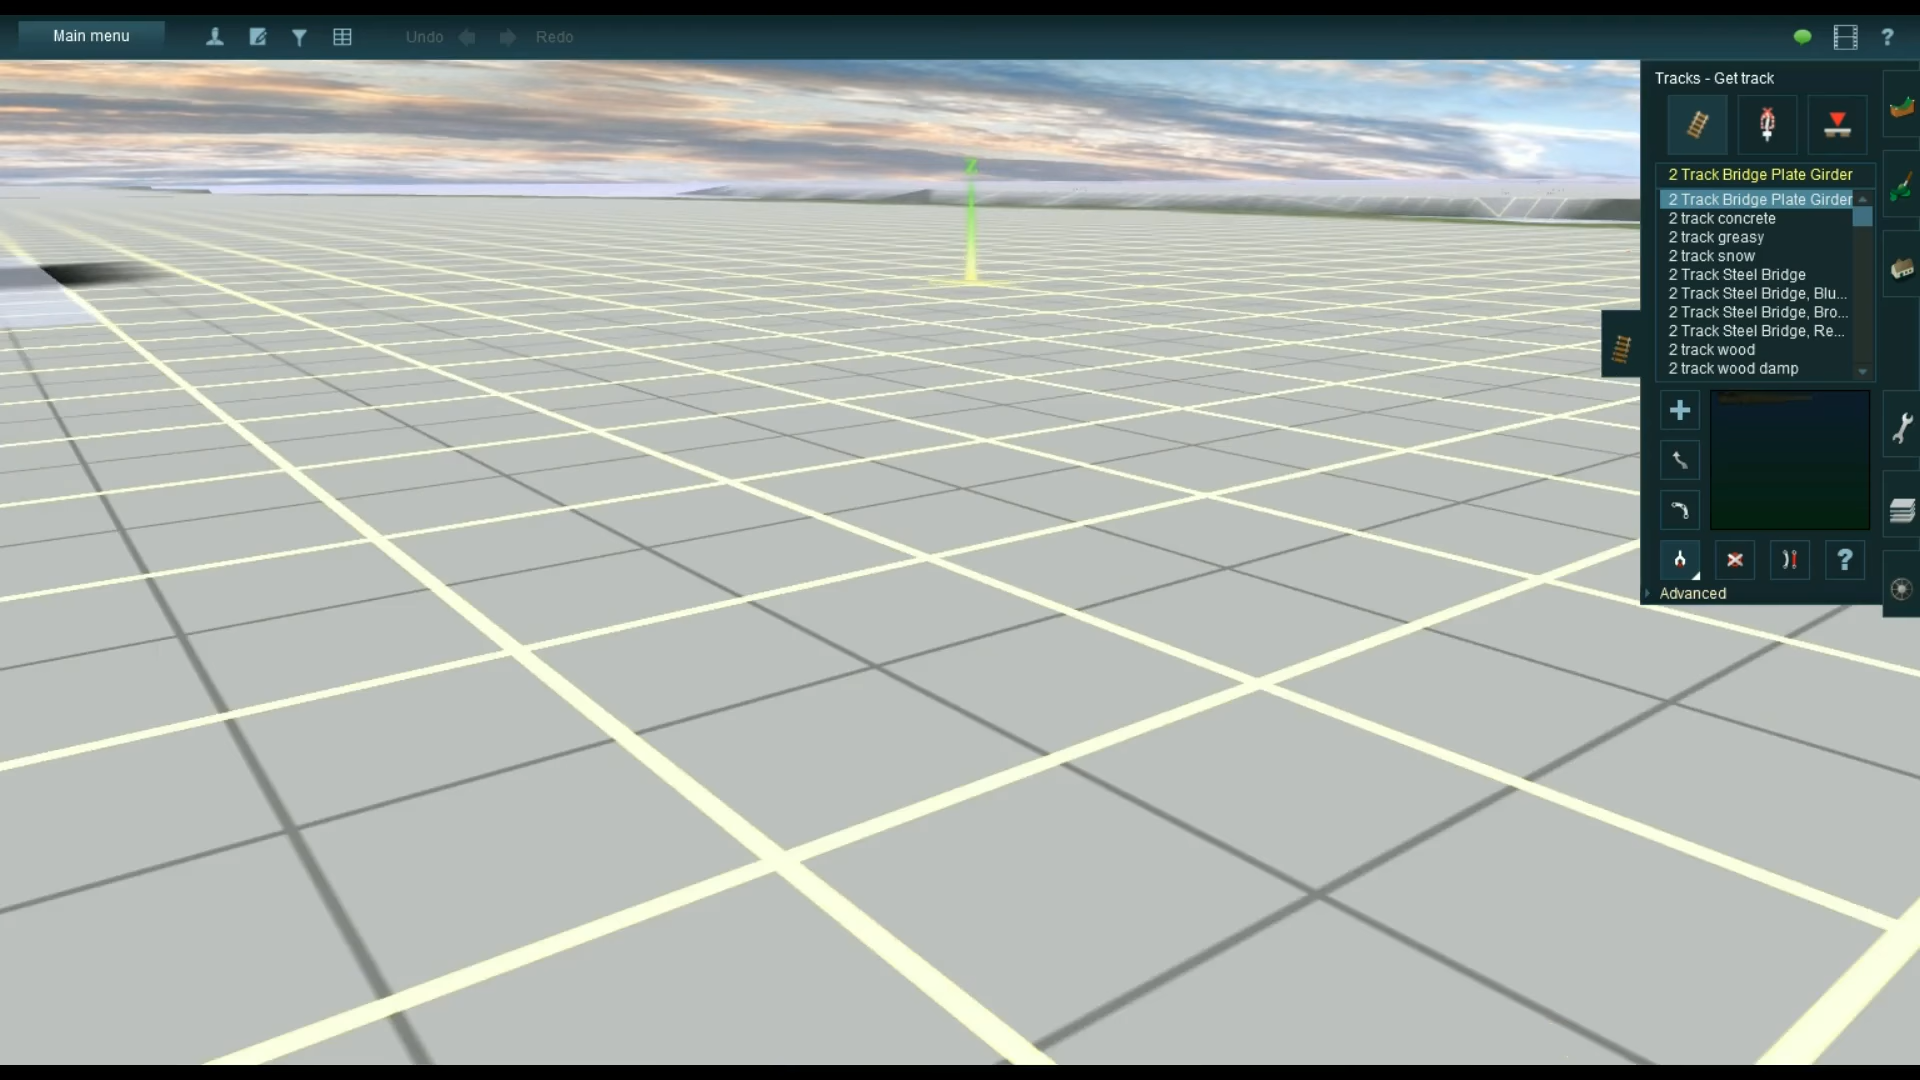 Main menu
Undo
Redo
?
Tracks - Get track
2 Track Bridge Plate Girder
2 Track Bridge Plate Girder
2 track concrete
2 track greasy
2 track snow
2 Track Steel Bridge
2 Track Steel Bridge, Blu...
2 Track Steel Bridge, Bro...
2 Track Steel Bridge, Re...
2 track wood
2 track wood damp
?
Advanced
Z